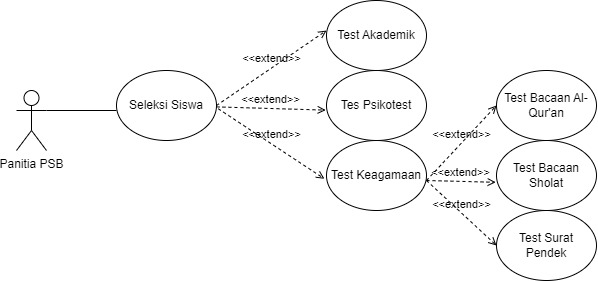 Test Akademik
<<extend>>
Seleksi Siswa
<<extend>>
Tes Psikotest
<<extend>>
Panitia PSB
Test Keagamaan
<<extend>>
Test Bacaan Al-
Qur'an
<<extend>>
Test Bacaan
Sholat
<<extend>>
Test Surat
Pendek